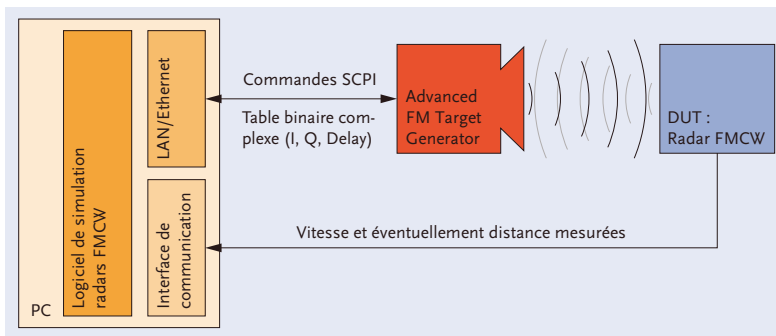 PC
Logiciel de simulation
radars FMCW
LAN/Ethernet
Interface de
communication
Commandes SCPI
Table binaire com-
plexe (I, Q, Delay)
Advanced
FM Target
Generator
DUT :
Radar FMCW
Vitesse et éventuellement distance mesurées